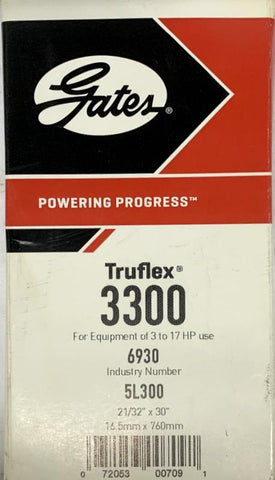 Gates®
POWERING PROGRESS™
Truflex®
3300
For Equipment of 3 to 17 HP use
6930
Industry Number
5L300
21/32" x 30"
16.5mm x 760mm
0 72053 00709 1